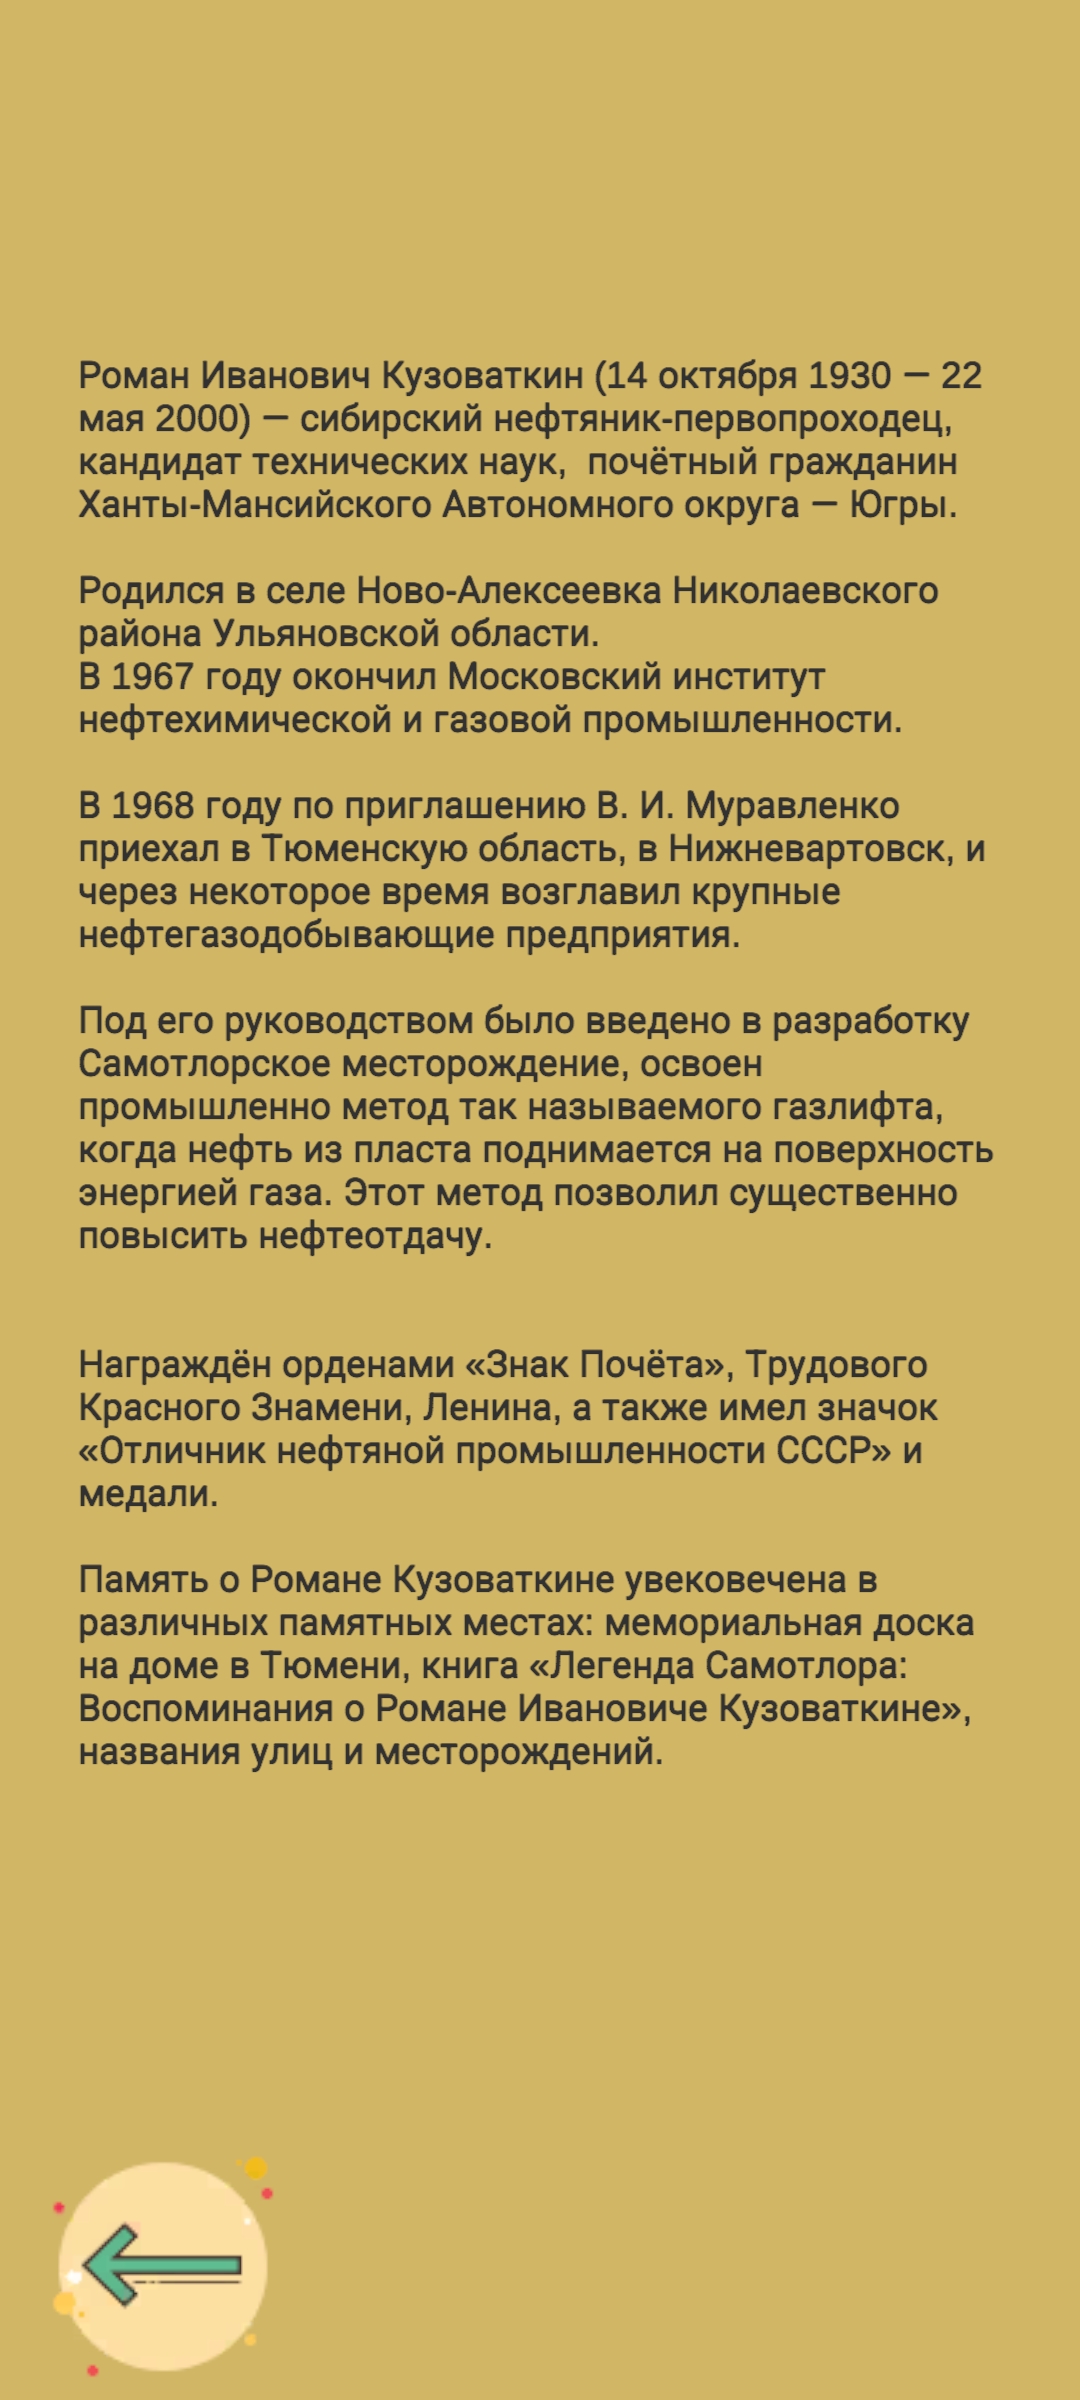 Роман Иванович Кузоваткин (14 октября 1930 — 22
мая 2000) — сибирский нефтяник-первопроходец,
кандидат технических наук,  почётный гражданин
Ханты-Мансийского Автономного округа — Югры.
Родился в селе Ново-Алексеевка Николаевского
района Ульяновской области.
В 1967 году окончил Московский институт
нефтехимической и газовой промышленности.
В 1968 году по приглашению В. И. Муравленко
приехал в Тюменскую область, в Нижневартовск, и
через некоторое время возглавил крупные
нефтегазодобывающие предприятия.
Под его руководством было введено в разработку
Самотлорское месторождение, освоен
промышленно метод так называемого газлифта,
когда нефть из пласта поднимается на поверхность
энергией газа. Этот метод позволил существенно
повысить нефтеотдачу.
Награждён орденами «Знак Почёта», Трудового
Красного Знамени, Ленина, а также имел значок
«Отличник нефтяной промышленности СССР» и
медали.
Память о Романе Кузоваткине увековечена в
различных памятных местах: мемориальная доска
на доме в Тюмени, книга «Легенда Самотлора:
Воспоминания о Романе Ивановиче Кузоваткине»,
названия улиц и месторождений.